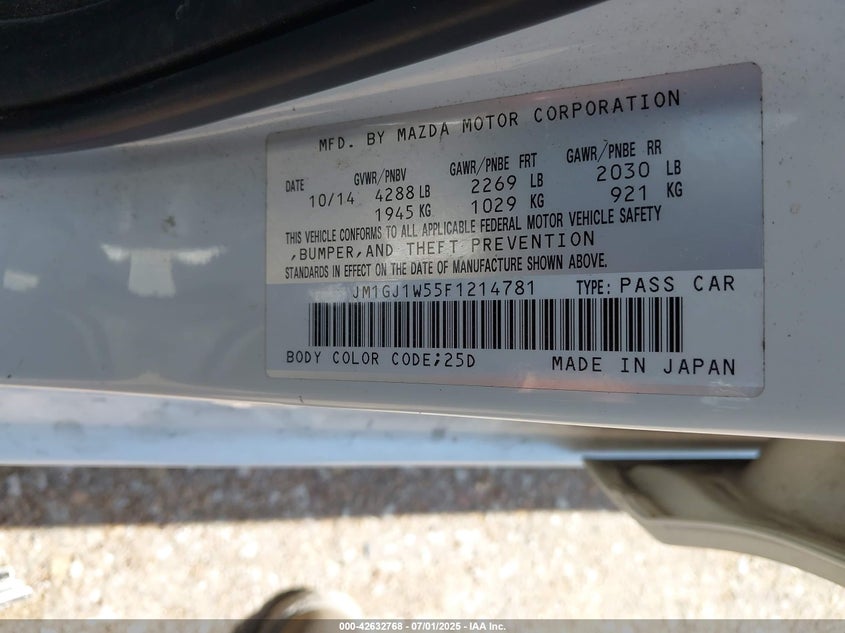 MFD. BY MAZDA MOTOR CORPORATION
DATE GVWR/PNBV GAWR/PNBE FRT GAWR/PNBE RR
10/14 4288 LB 2269 LB 2030 LB
1945 KG 1029 KG 921 KG
THIS VEHICLE CONFORMS TO ALL APPLICABLE FEDERAL MOTOR VEHICLE SAFETY
,BUMPER,AND THEFT PREVENTION
STANDARDS IN EFFECT ON THE DATE OF MANUFACTURE SHOWN ABOVE.
JM1GJ1W55F1214781 TYPE: PASS CAR
BODY COLOR CODE;25D MADE IN JAPAN
000-42632768 - 07/01/2025 - IAA Inc.